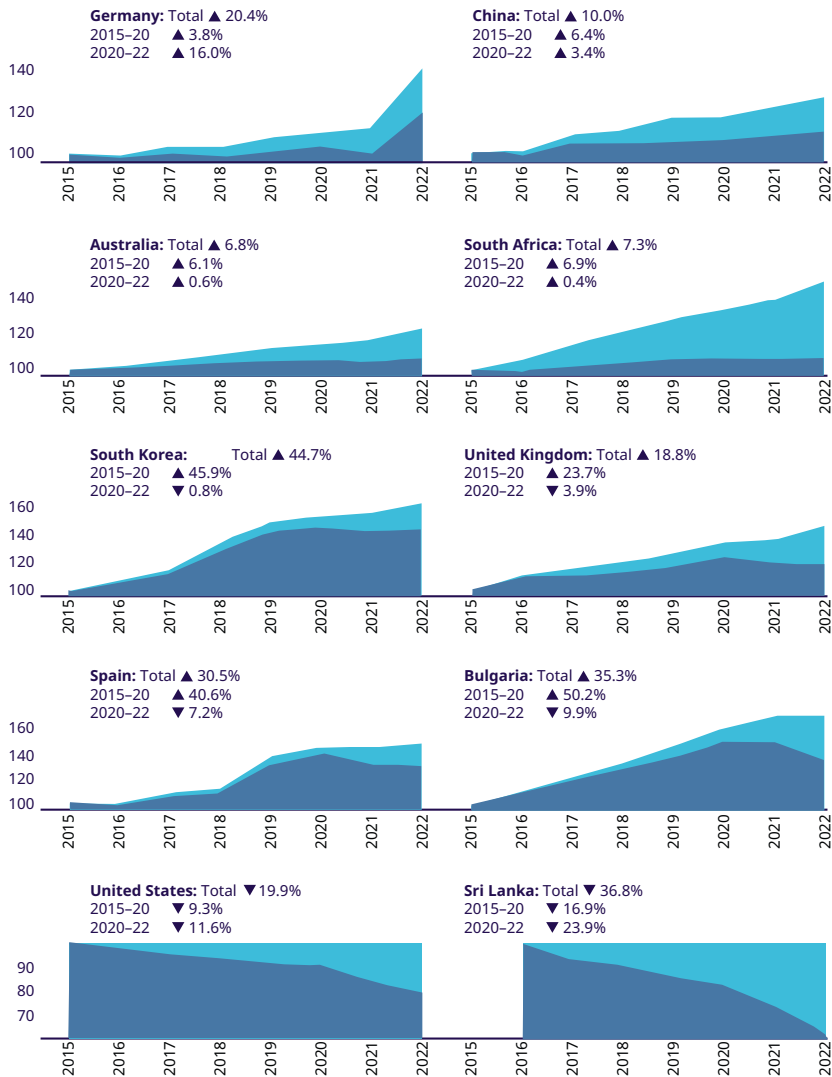 Germany: Total ▲ 20.4%
2015–20 ▲ 3.8%
2020–22 ▲ 16.0%
140
120
100
2015 2016 2017 2018 2019 2020 2021 2022
China: Total ▲ 10.0%
2015–20 ▲ 6.4%
2020–22 ▲ 3.4%
2015 2016 2017 2018 2019 2020 2021 2022
Australia: Total ▲ 6.8%
2015–20 ▲ 6.1%
2020–22 ▲ 0.6%
140
120
100
2015 2016 2017 2018 2019 2020 2021 2022
South Africa: Total ▲ 7.3%
2015–20 ▲ 6.9%
2020–22 ▲ 0.4%
2015 2016 2017 2018 2019 2020 2021 2022
South Korea: Total ▲ 44.7%
2015–20 ▲ 45.9%
2020–22 ▼ 0.8%
160
140
120
100
2015 2016 2017 2018 2019 2020 2021 2022
United Kingdom: Total ▲ 18.8%
2015–20 ▲ 23.7%
2020–22 ▼ 3.9%
2015 2016 2017 2018 2019 2020 2021 2022
Spain: Total ▲ 30.5%
2015–20 ▲ 40.6%
2020–22 ▼ 7.2%
160
140
120
100
2015 2016 2017 2018 2019 2020 2021 2022
Bulgaria: Total ▲ 35.3%
2015–20 ▲ 50.2%
2020–22 ▼ 9.9%
2015 2016 2017 2018 2019 2020 2021 2022
United States: Total ▼ 19.9%
2015–20 ▼ 9.3%
2020–22 ▼ 11.6%
90
80
70
2015 2016 2017 2018 2019 2020 2021 2022
Sri Lanka: Total ▼ 36.8%
2015–20 ▼ 16.9%
2020–22 ▼ 23.9%
2015 2016 2017 2018 2019 2020 2021 2022